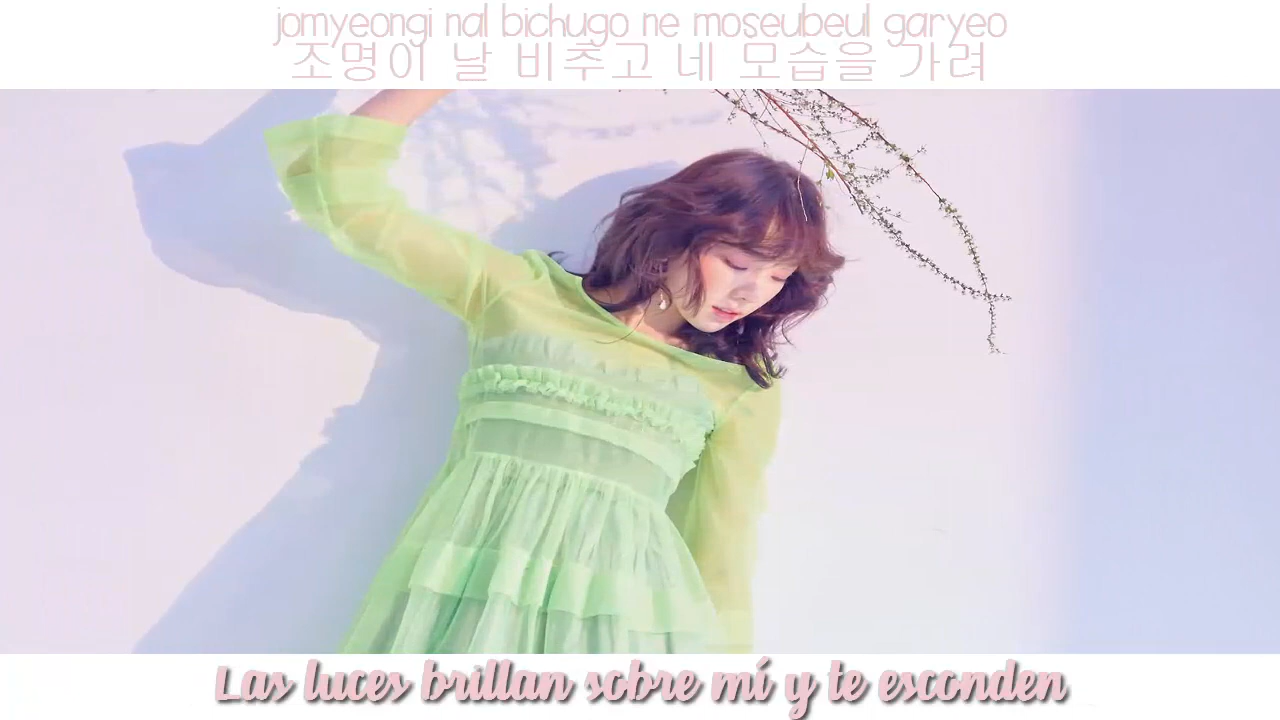 jomyeongi nal bichugo ne moseubeul garyeo
조명이 날 비추고 네 모습을 가려
Las luces brillan sobre mí y te esconden